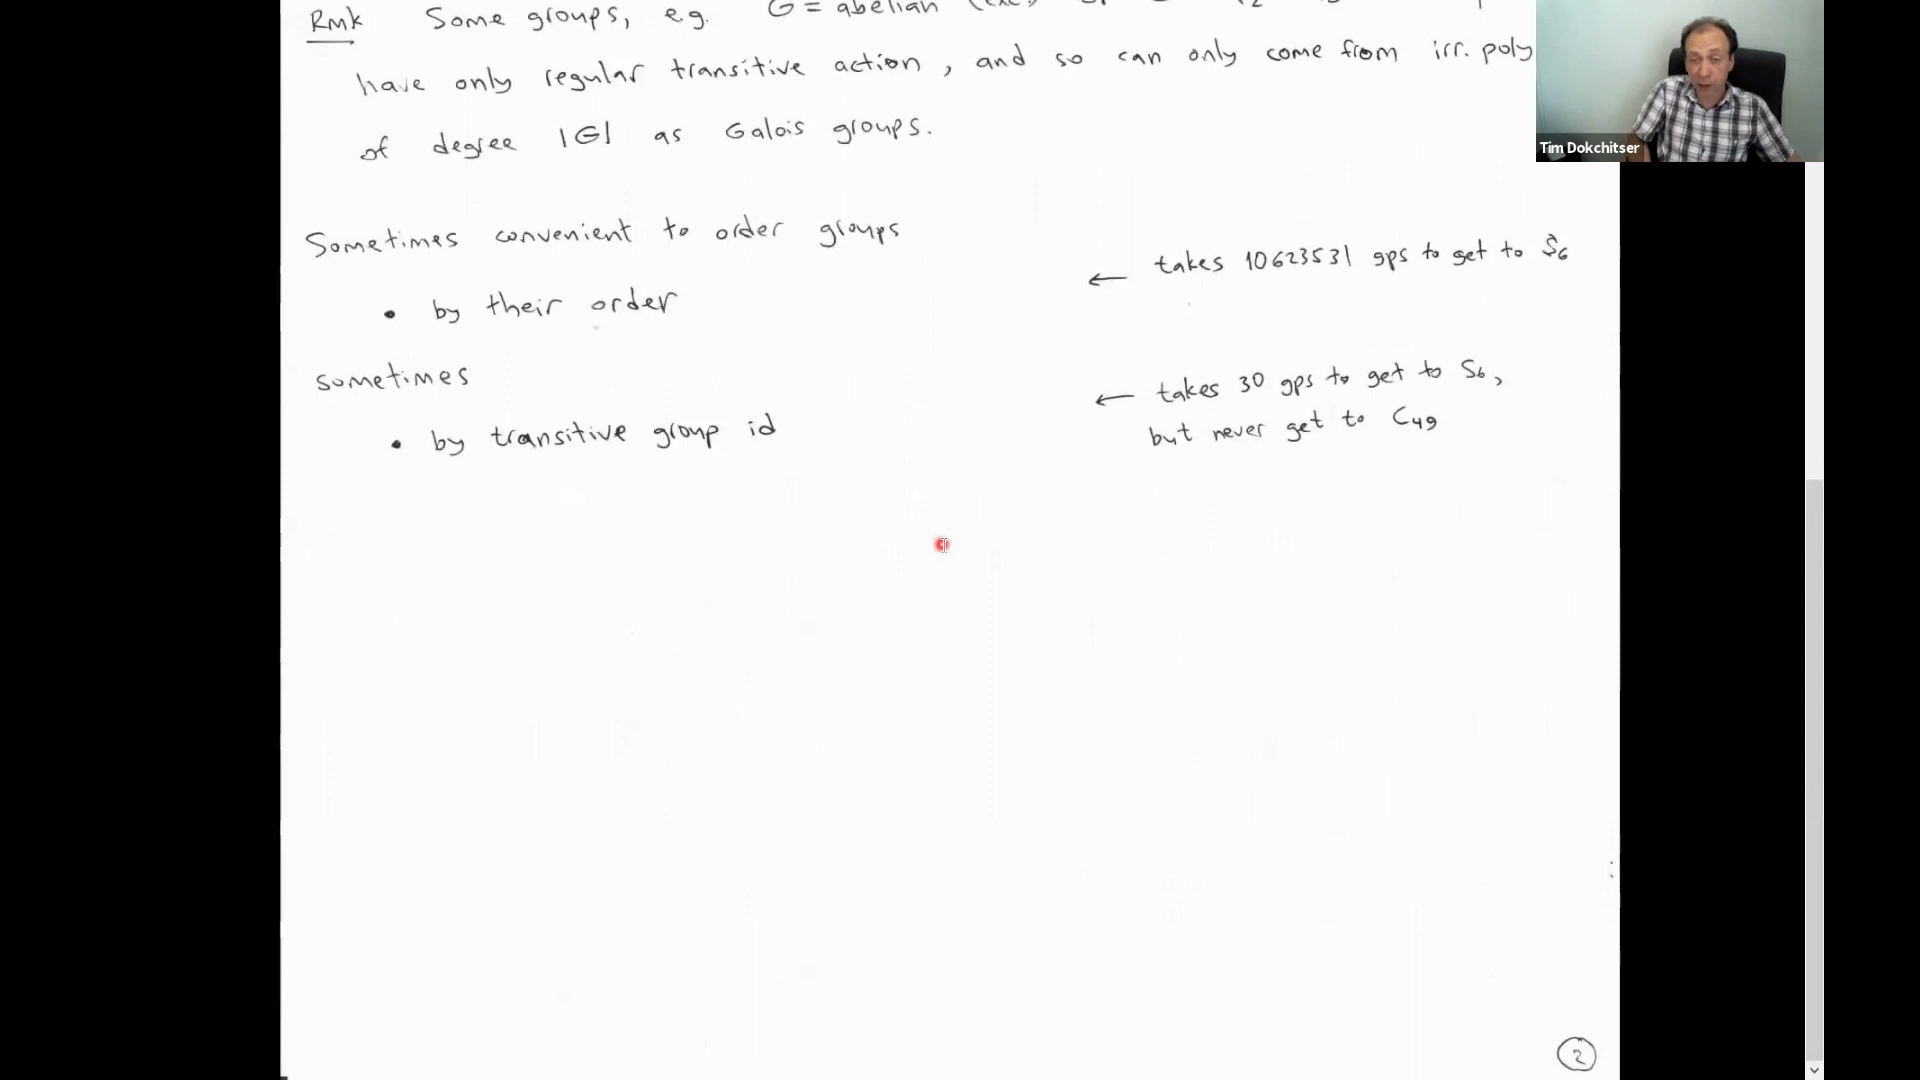 Rmk Some groups, e.g. G = abelian
have only regular transitive action, and so can only come from irr. poly
of degree |G| as Galois groups.
Sometimes convenient to order groups
← takes 10623531 gps to get to S6
• by their order
sometimes
← takes 30 gps to get to S6,
but never get to C49
• by transitive group id
2
Tim Dokchitser